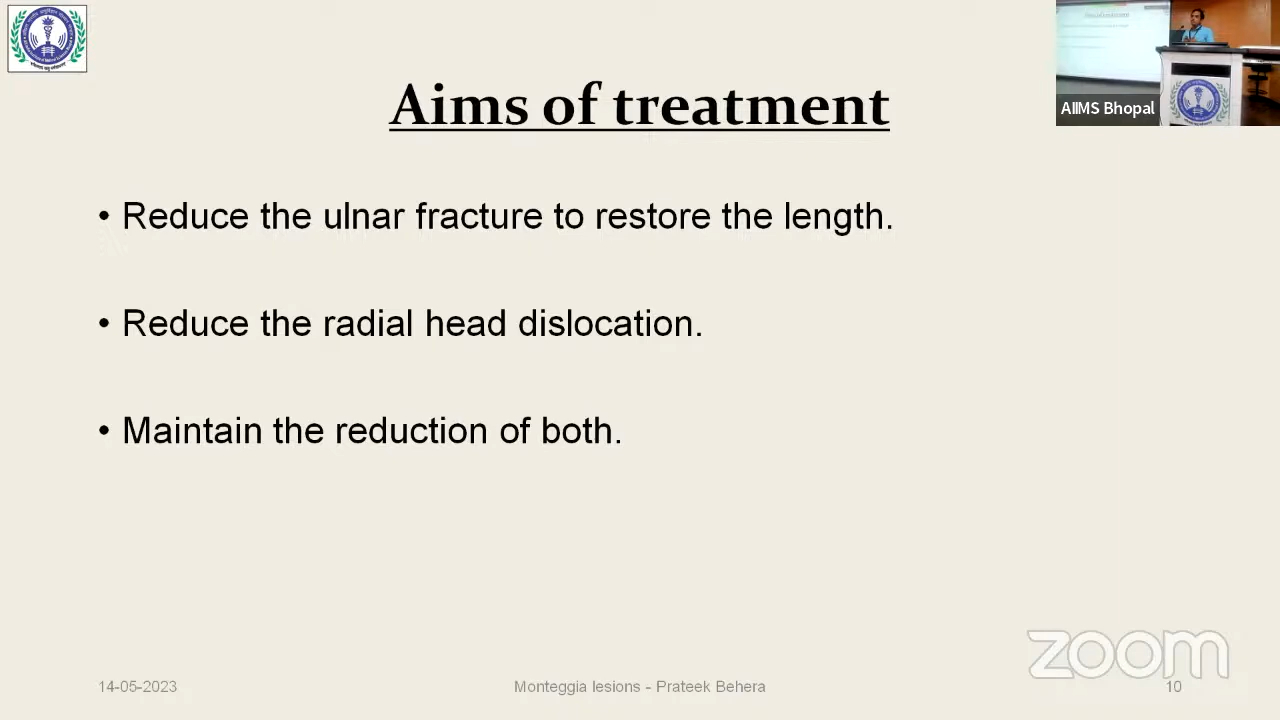 AIIMS Bhopal
Aims of treatment
• Reduce the ulnar fracture to restore the length.
• Reduce the radial head dislocation.
• Maintain the reduction of both.
zoom
14-05-2023
Monteggia lesions - Prateek Behera
10